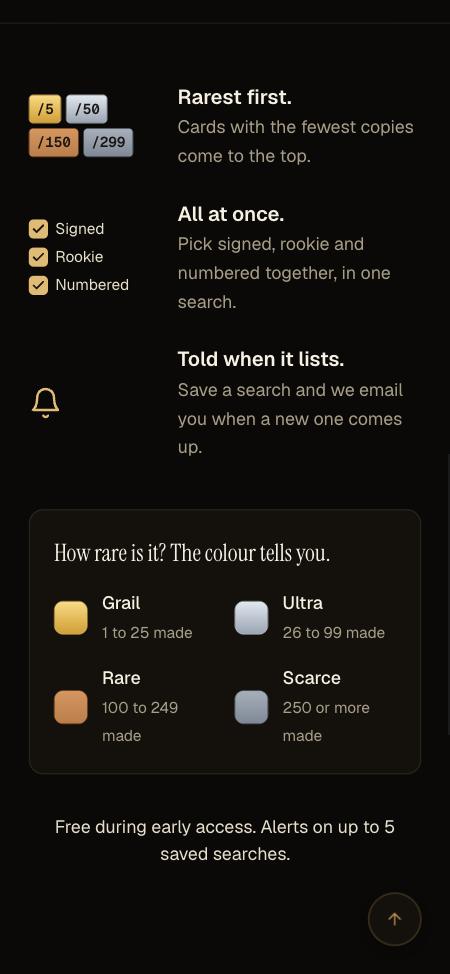 /5 /50
/150 /299
Rarest first.
Cards with the fewest copies
come to the top.
Signed
Rookie
Numbered
All at once.
Pick signed, rookie and
numbered together, in one
search.
Told when it lists.
Save a search and we email
you when a new one comes
up.
How rare is it? The colour tells you.
Grail
1 to 25 made
Ultra
26 to 99 made
Rare
100 to 249
made
Scarce
250 or more
made
Free during early access. Alerts on up to 5
saved searches.